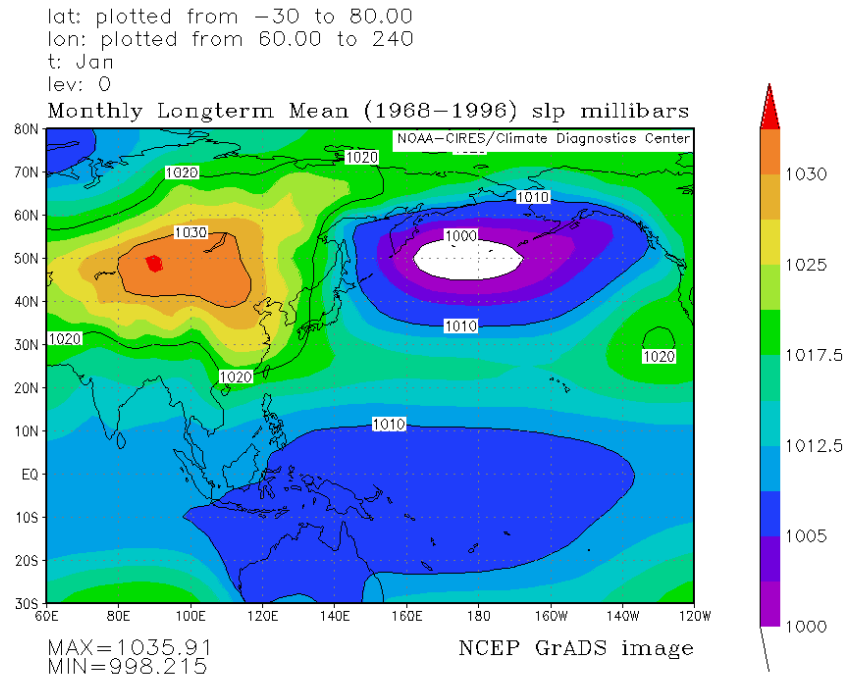 lat: plotted from −30 to 80.00
lon: plotted from 60.00 to 240
t: Jan
lev: 0
Monthly Longterm Mean (1968−1996) slp millibars
NOAA−CIRES/Climate Diagnostics Center
80N
70N
60N
50N
40N
30N
20N
10N
EQ
10S
20S
30S
1020
1020
1010
1030
1000
1010
1020
1020
1020
1010
60E
80E
100E
120E
140E
160E
180
160W
140W
120W
1030
1025
1017.5
1012.5
1005
1000
MAX=1035.91
MIN=998.215
NCEP GrADS image